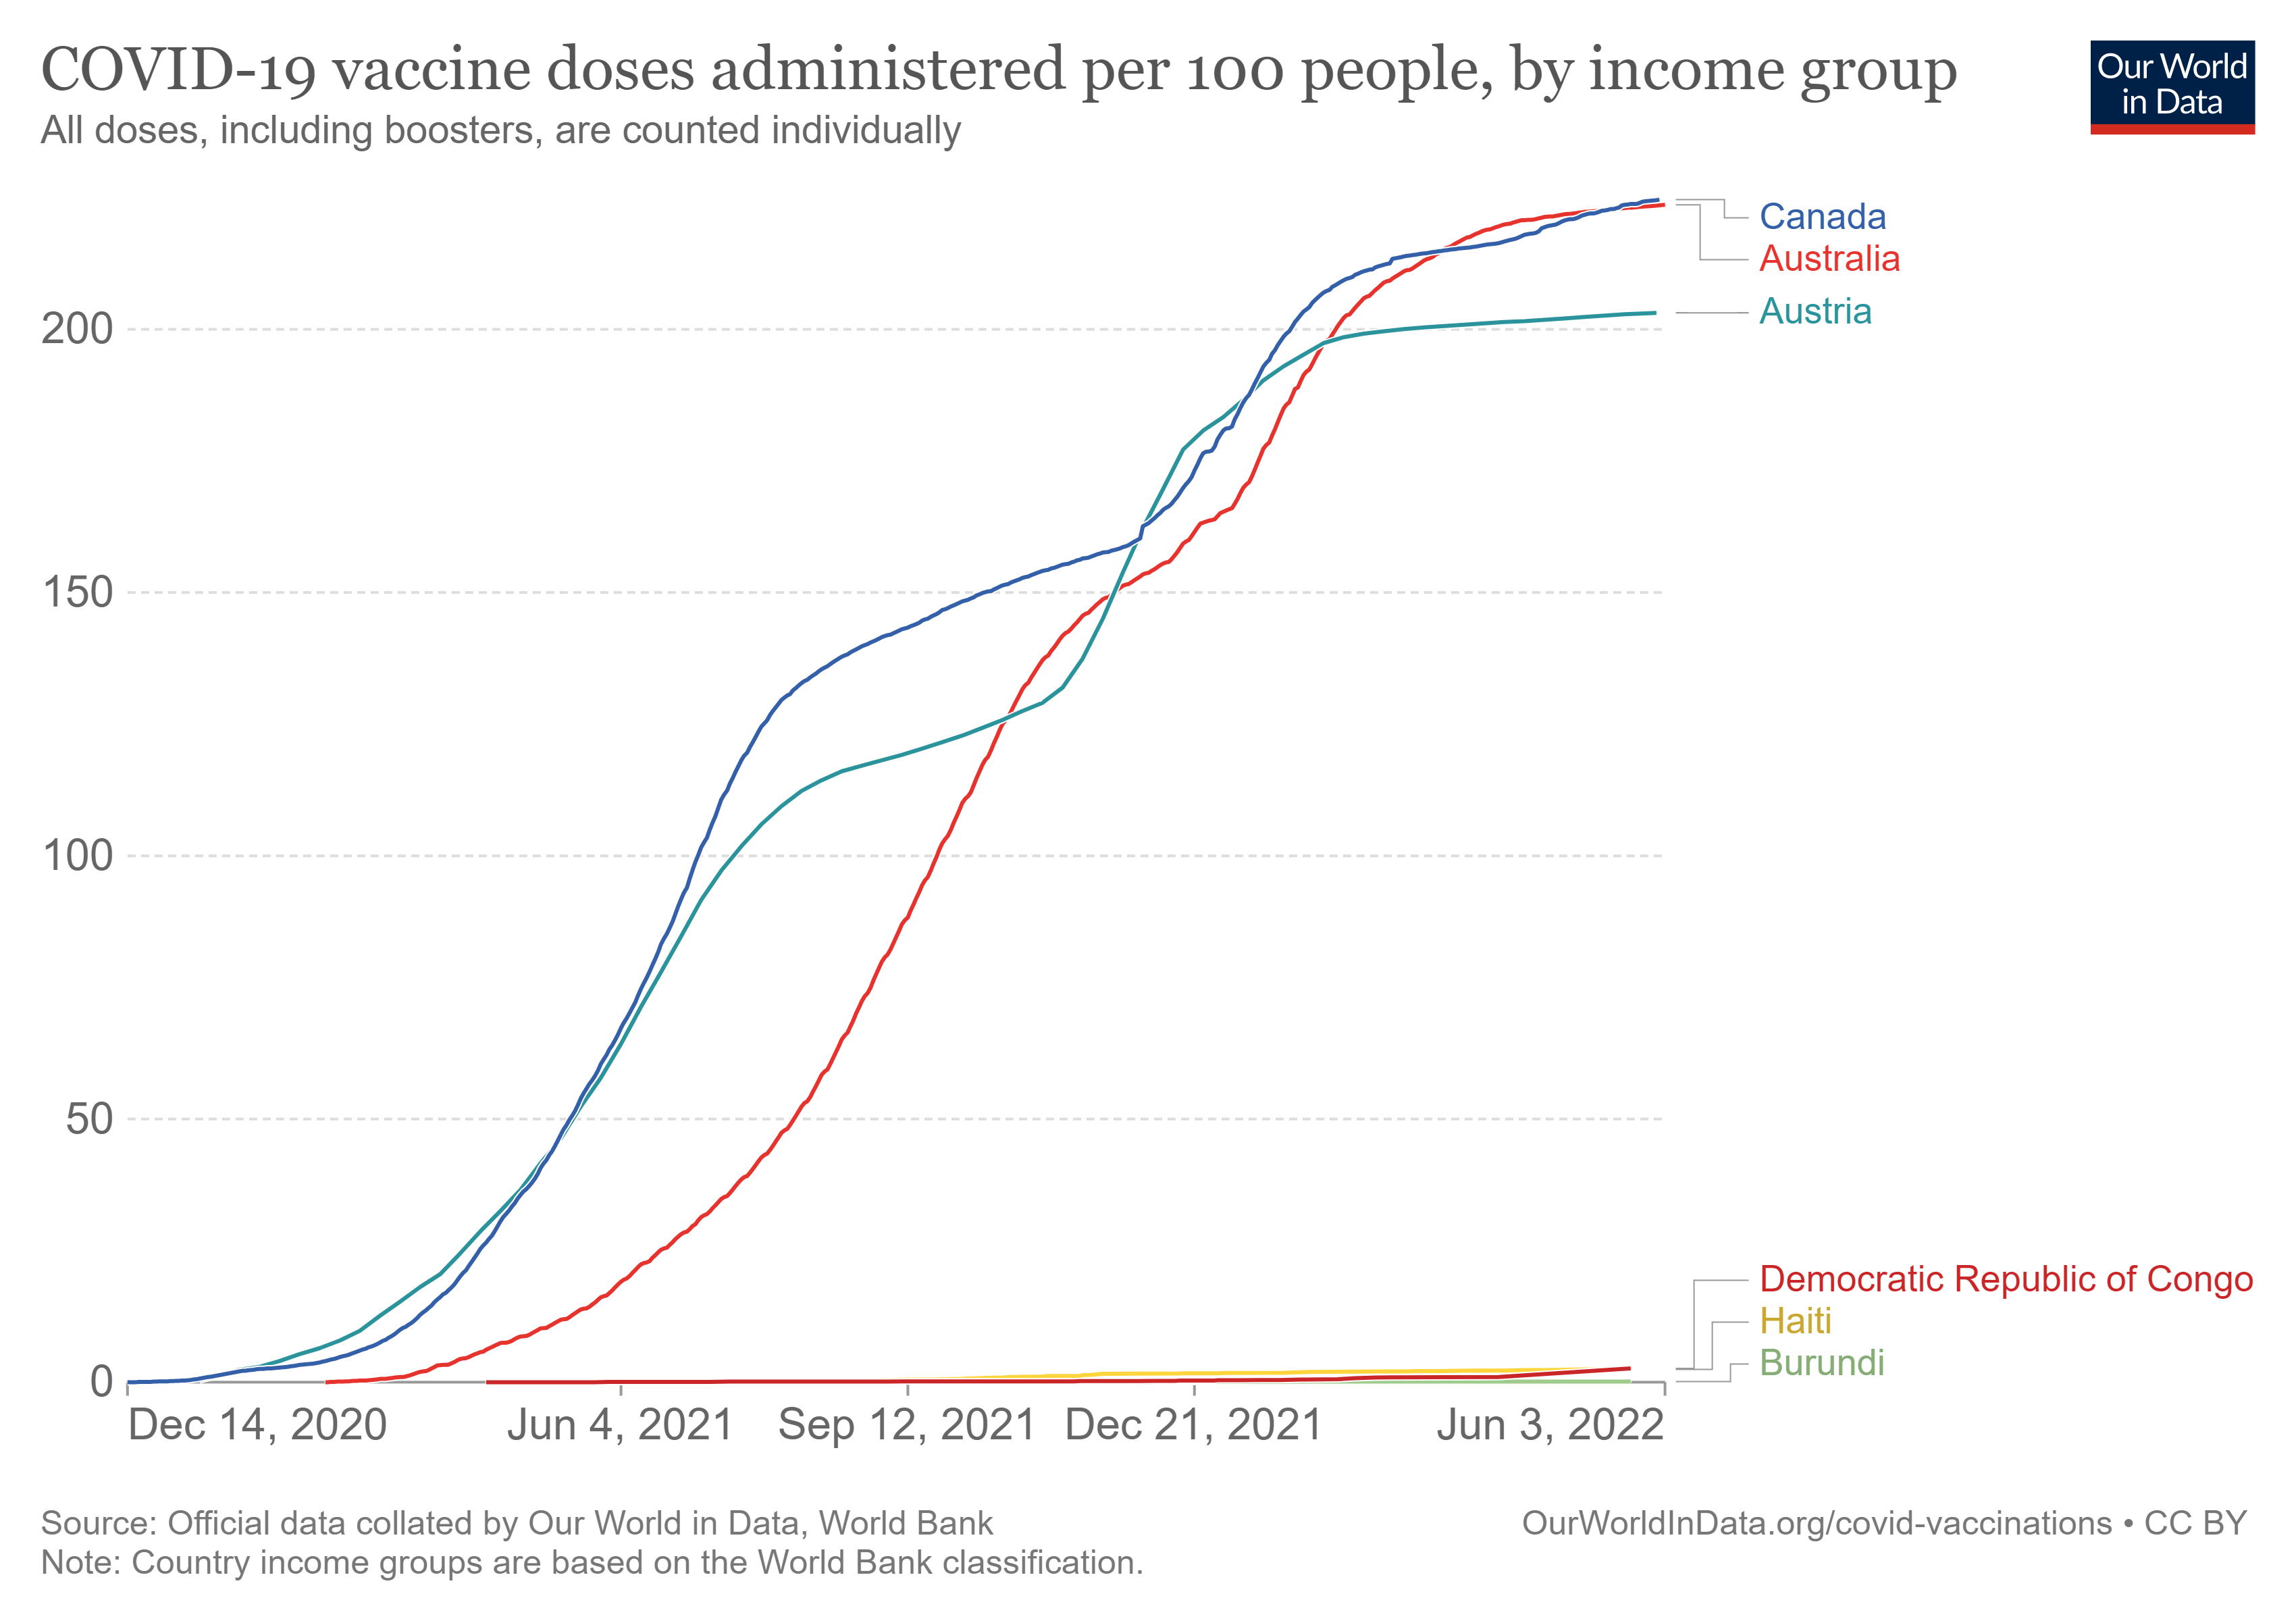 COVID-19 vaccine doses administered per 100 people, by income group
All doses, including boosters, are counted individually
Our World
in Data
Canada
Australia
Austria
200
150
100
50
0
Democratic Republic of Congo
Haiti
Burundi
Dec 14, 2020
Jun 4, 2021
Sep 12, 2021
Dec 21, 2021
Jun 3, 2022
Source: Official data collated by Our World in Data, World Bank
Note: Country income groups are based on the World Bank classification.
OurWorldInData.org/covid-vaccinations • CC BY